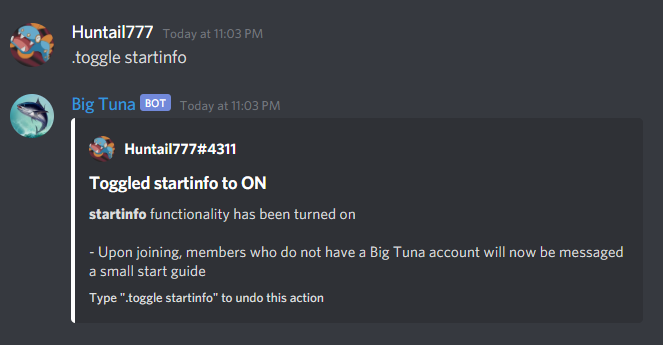 Huntail777 Today at 11:03 PM
.toggle startinfo
Big Tuna BOT Today at 11:03 PM
Huntail777#4311
Toggled startinfo to ON
startinfo functionality has been turned on
- Upon joining, members who do not have a Big Tuna account will now be messaged
a small start guide
Type ".toggle startinfo" to undo this action